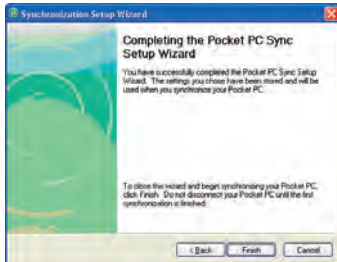 Synchronization Setup Wizard
Completing the Pocket PC Sync
Setup Wizard
You have successfully completed the Pocket PC Sync Setup
Wizard. The settings you chose have been stored and will be
used when you synchronize your Pocket PC.
To close this wizard and begin synchronizing your Pocket PC,
click Finish. Do not disconnect your Pocket PC until the first
synchronization is finished.
< Back Finish Cancel